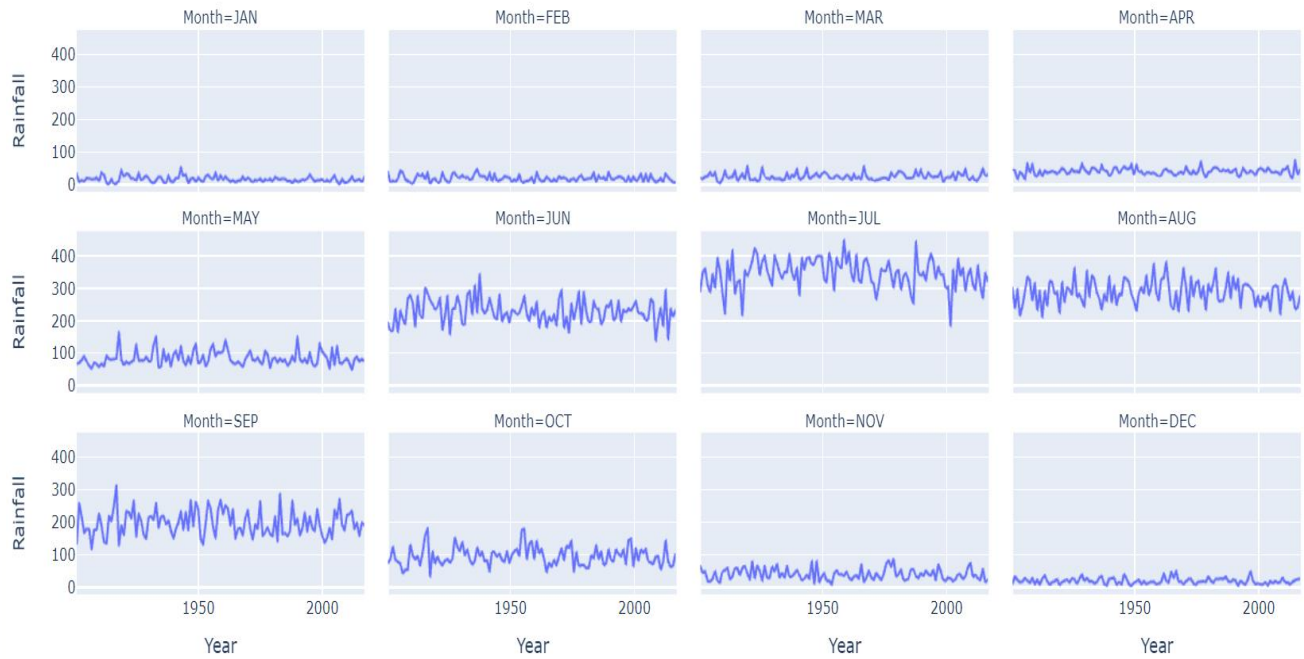 Month=JAN Month=FEB Month=MAR Month=APR
400
300
200
100
0
Rainfall
Month=MAY Month=JUN Month=JUL Month=AUG
400
300
200
100
0
Rainfall
Month=SEP Month=OCT Month=NOV Month=DEC
400
300
200
100
0
Rainfall
1950 2000 1950 2000 1950 2000 1950 2000
Year Year Year Year